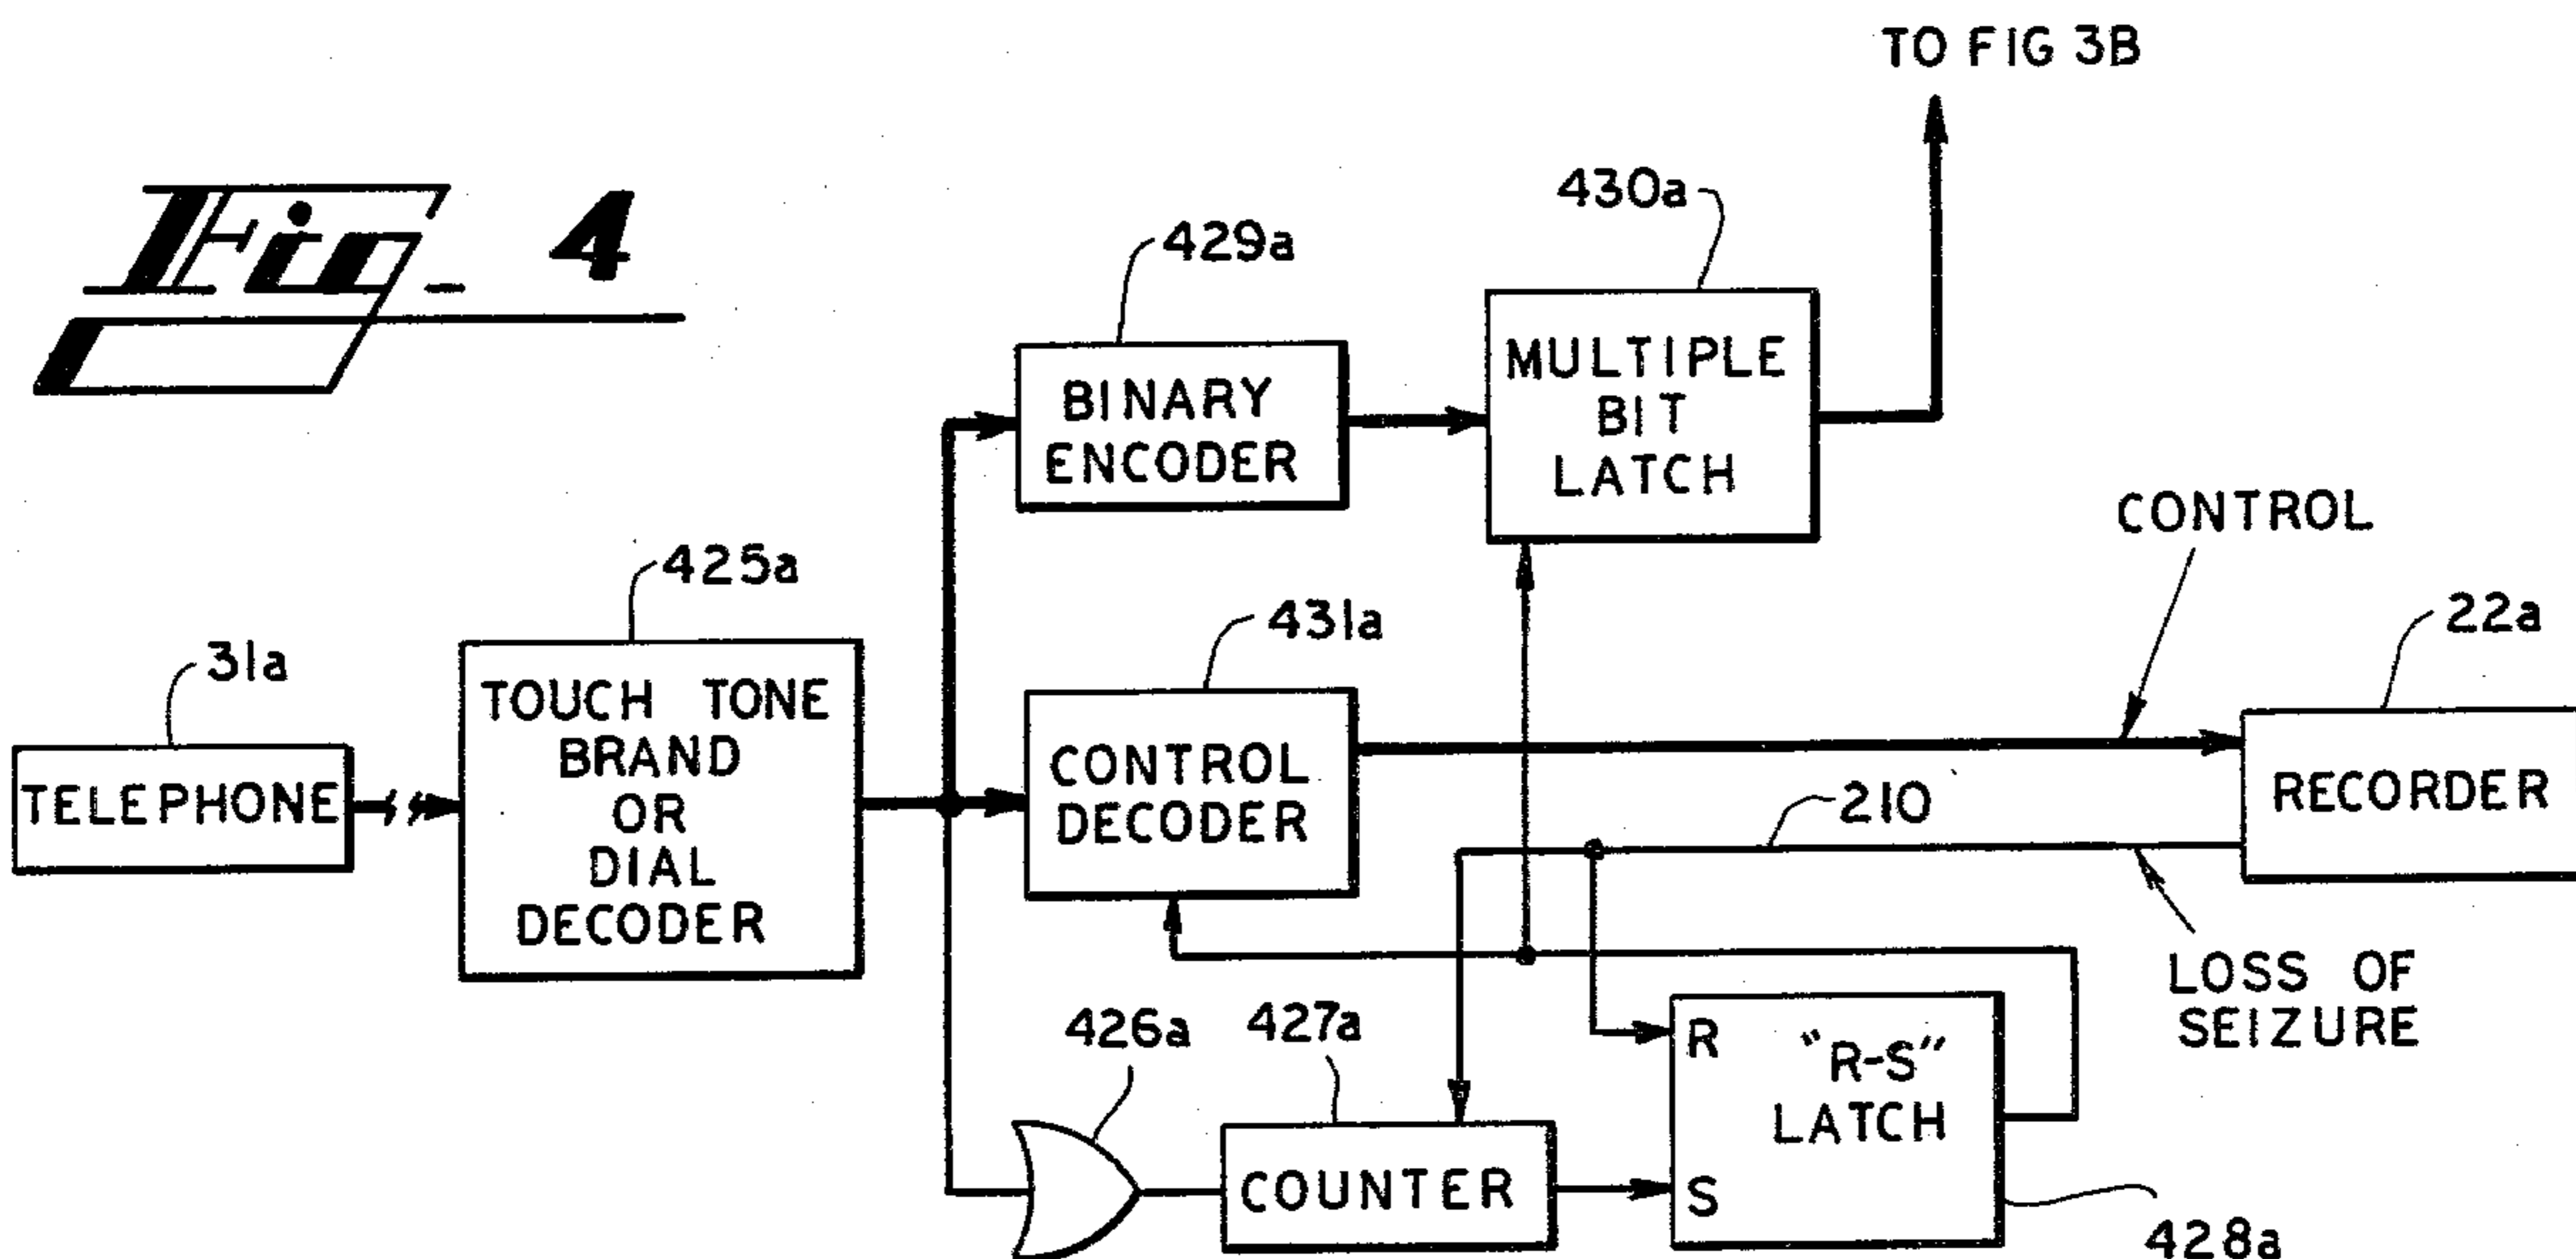 TO FIG 3B
Fig_ 4
430a
429a
MULTIPLE
BIT
LATCH
BINARY
ENCODER
CONTROL
425a
431a
22a
31a
TOUCH TONE
BRAND
OR
DIAL
DECODER
TELEPHONE
CONTROL
DECODER
210
RECORDER
LOSS OF
SEIZURE
426a
427a
R
"R-S"
LATCH
S
COUNTER
428a